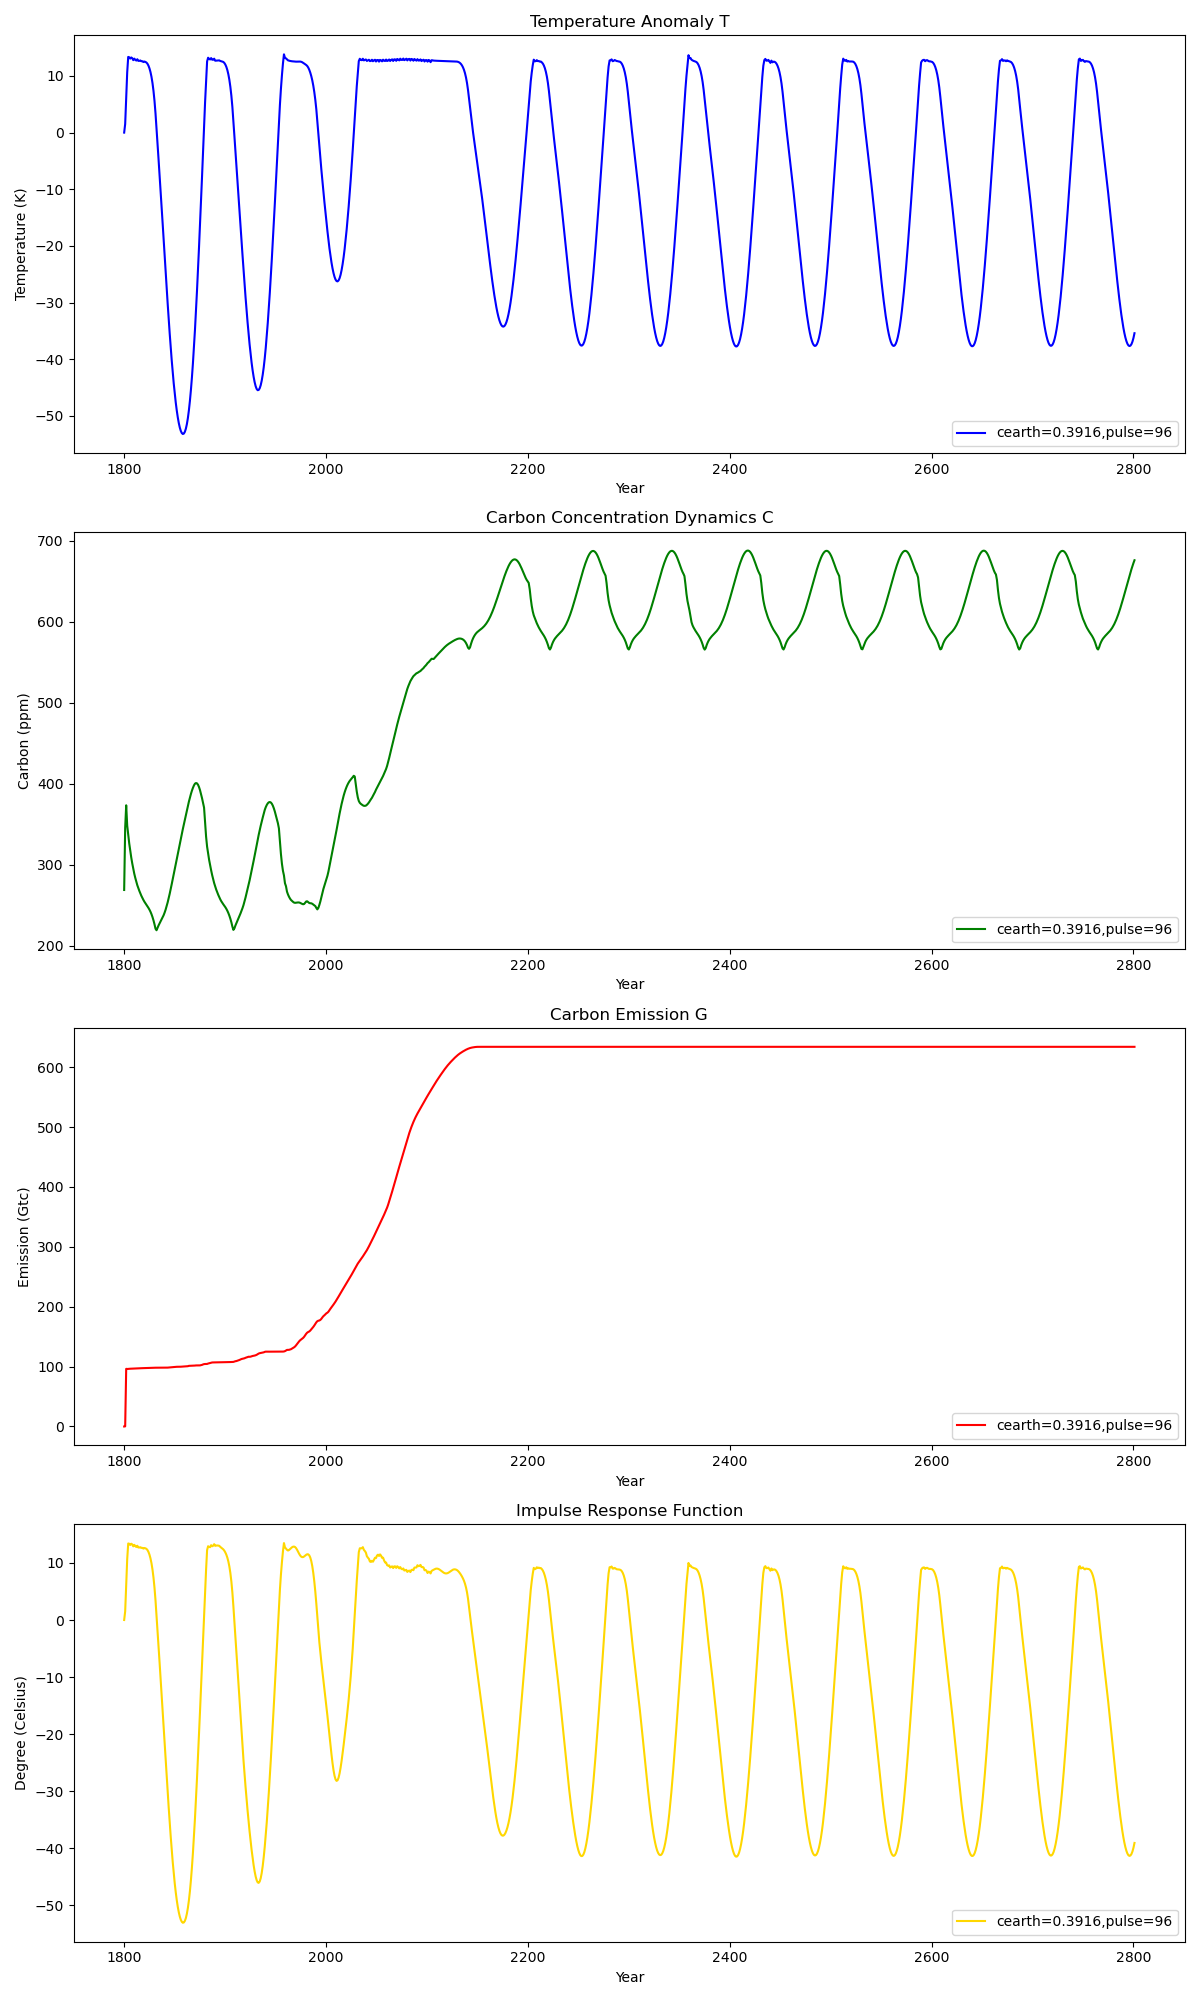 Temperature Anomaly T
Temperature (K)
10
0
−10
−20
−30
−40
−50
cearth=0.3916,pulse=96
1800 2000 2200 2400 2600 2800
Year
Carbon Concentration Dynamics C
Carbon (ppm)
700
600
500
400
300
200
cearth=0.3916,pulse=96
1800 2000 2200 2400 2600 2800
Year
Carbon Emission G
Emission (Gtc)
600
500
400
300
200
100
0
cearth=0.3916,pulse=96
1800 2000 2200 2400 2600 2800
Year
Impulse Response Function
Degree (Celsius)
10
0
−10
−20
−30
−40
−50
cearth=0.3916,pulse=96
1800 2000 2200 2400 2600 2800
Year